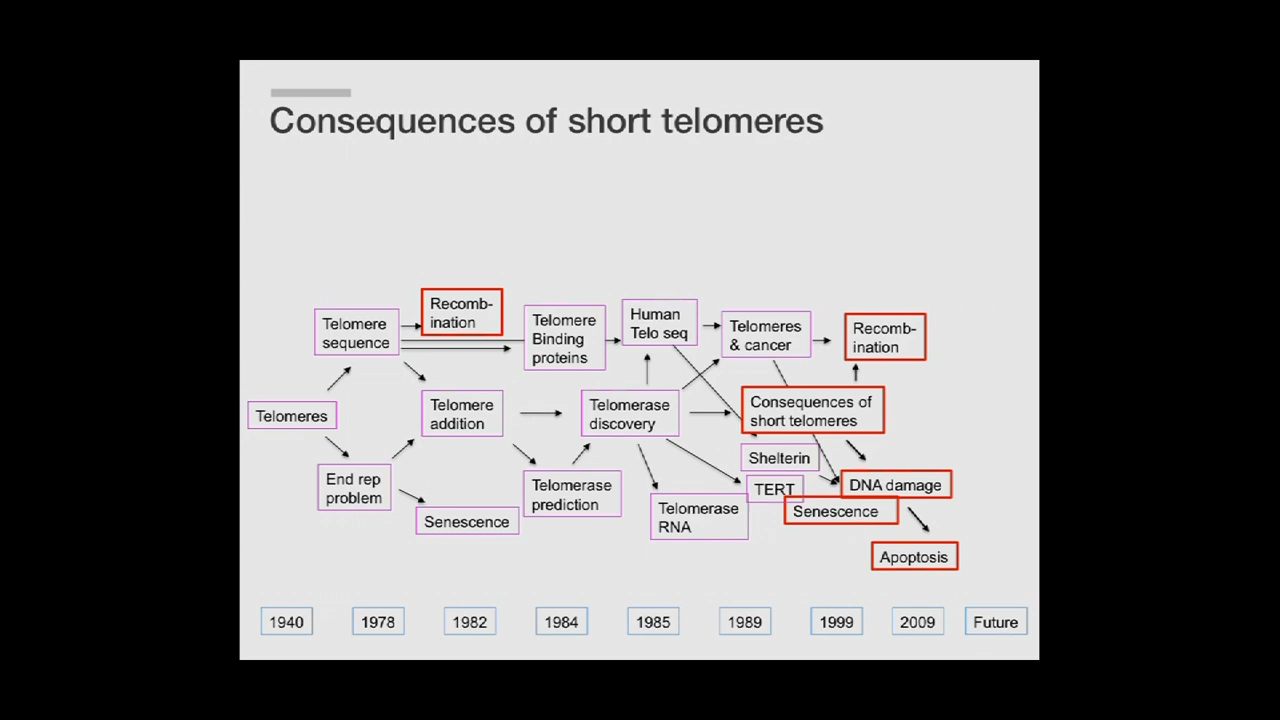 Consequences of short telomeres
Recomb-
ination
Telomere
sequence
Telomere
Binding
proteins
Human
Telo seq
Telomeres
& cancer
Recomb-
ination
Telomeres
Telomere
addition
Telomerase
discovery
Consequences of
short telomeres
End rep
problem
Senescence
Telomerase
prediction
Telomerase
RNA
Shelterin
TERT
DNA damage
Senescence
Apoptosis
1940
1978
1982
1984
1985
1989
1999
2009
Future